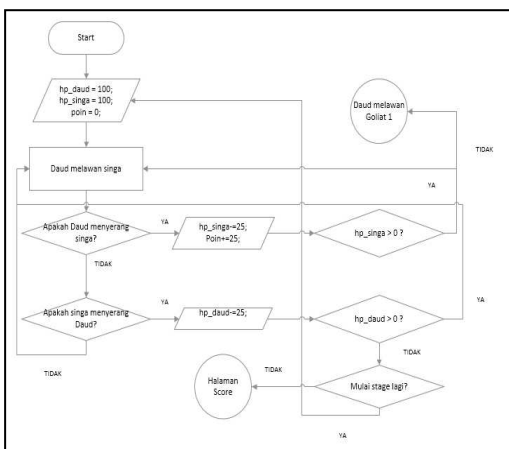 Start
hp_daud = 100;
hp_singa = 100;
poin = 0;
Daud melawan
Goliat 1
TIDAK
Daud melawan singa
YA
Apakah Daud menyerang
singa?
YA
hp_singa-=25;
Poin+=25;
hp_singa > 0 ?
TIDAK
Apakah singa menyerang
Daud?
YA
hp_daud-=25;
hp_daud > 0 ?
YA
TIDAK
TIDAK
Halaman
Score
TIDAK
Mulai stage lagi?
YA